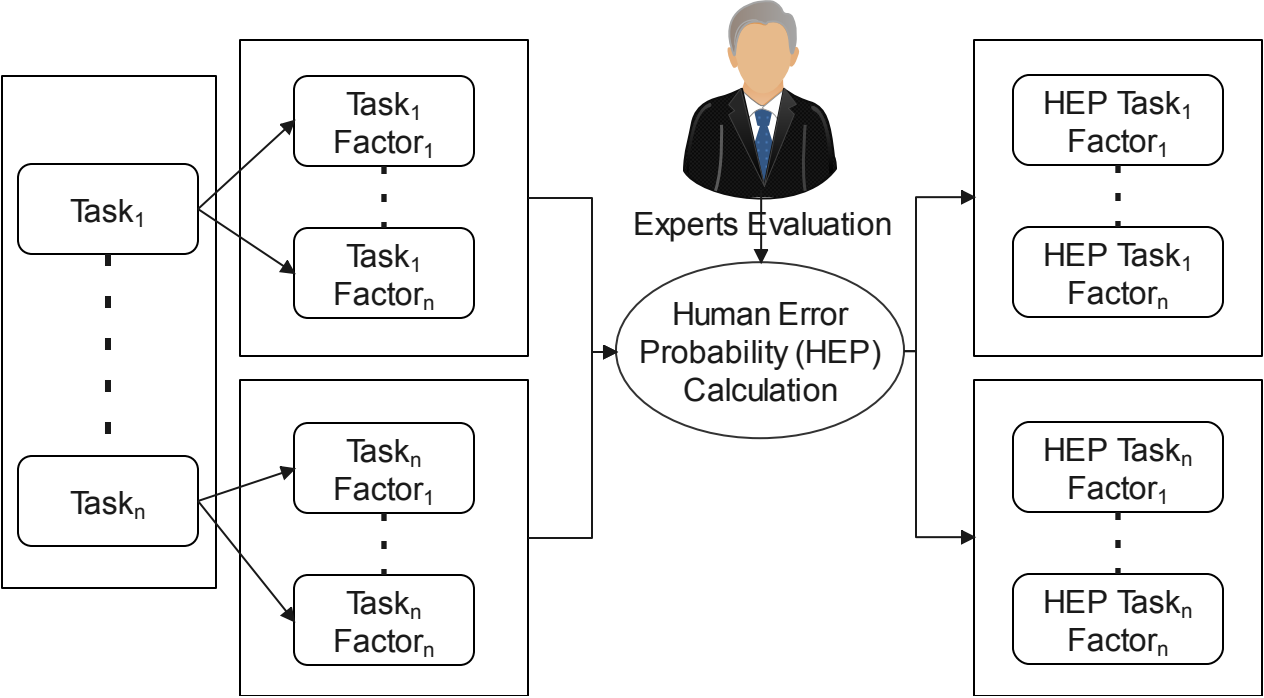 Task₁
Taskₙ
Task₁
Factor₁
Task₁
Factorₙ
Taskₙ
Factor₁
Taskₙ
Factorₙ
Experts Evaluation
Human Error
Probability (HEP)
Calculation
HEP Task₁
Factor₁
HEP Task₁
Factorₙ
HEP Taskₙ
Factor₁
HEP Taskₙ
Factorₙ